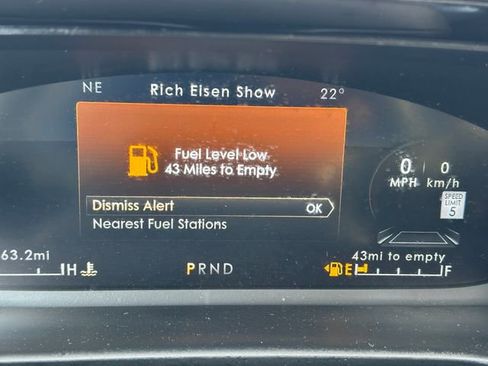 NE Rich Eisen Show 22°
Fuel Level Low
43 Miles to Empty
0 0
MPH km/h
Dismiss Alert OK
SPEED LIMIT 5
Nearest Fuel Stations
63.2mi 43mi to empty
H PRND E F